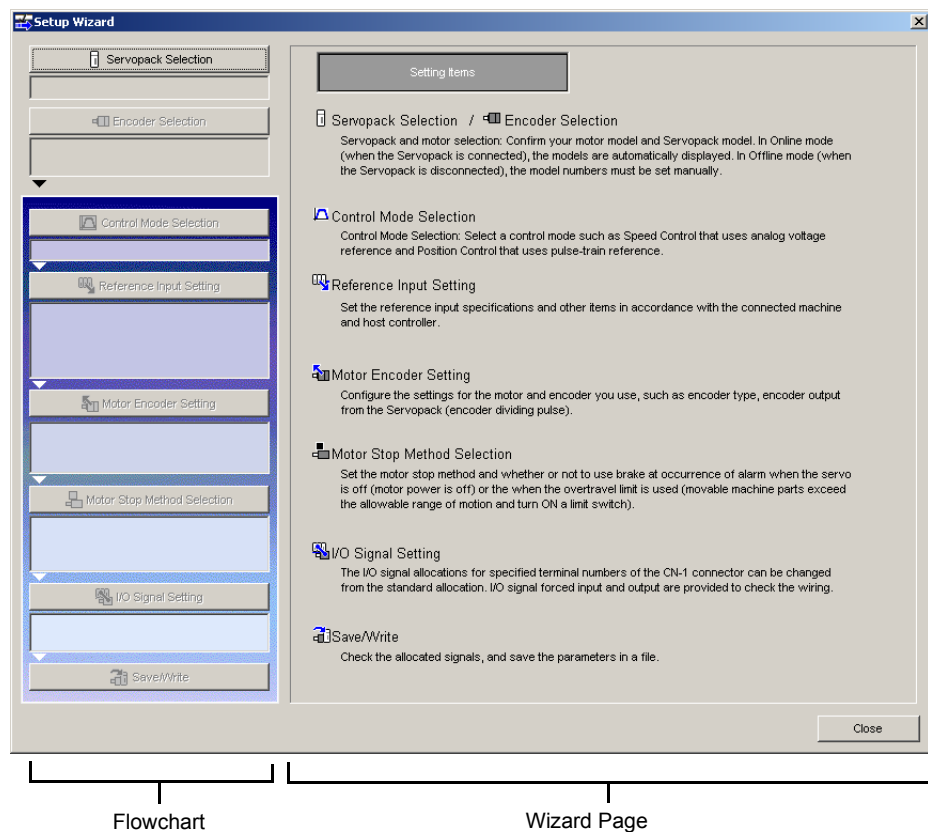 Setup Wizard
Servopack Selection
Encoder Selection
Control Mode Selection
Reference Input Setting
Motor Encoder Setting
Motor Stop Method Selection
I/O Signal Setting
Save/Write
Setting Items
Servopack Selection / Encoder Selection
Servopack and motor selection: Confirm your motor model and Servopack model. In Online mode
(when the Servopack is connected), the models are automatically displayed. In Offline mode (when
the Servopack is disconnected), the model numbers must be set manually.
Control Mode Selection
Control Mode Selection: Select a control mode such as Speed Control that uses analog voltage
reference and Position Control that uses pulse-train reference.
Reference Input Setting
Set the reference input specifications and other items in accordance with the connected machine
and host controller.
Motor Encoder Setting
Configure the settings for the motor and encoder you use, such as encoder type, encoder output
from the Servopack (encoder dividing pulse).
Motor Stop Method Selection
Set the motor stop method and whether or not to use brake at occurrence of alarm when the servo
is off (motor power is off) or the when the overtravel limit is used (movable machine parts exceed
the allowable range of motion and turn ON a limit switch).
I/O Signal Setting
The I/O signal allocations for specified terminal numbers of the CN-1 connector can be changed
from the standard allocation. I/O signal forced input and output are provided to check the wiring.
Save/Write
Check the allocated signals, and save the parameters in a file.
Close
Flowchart
Wizard Page